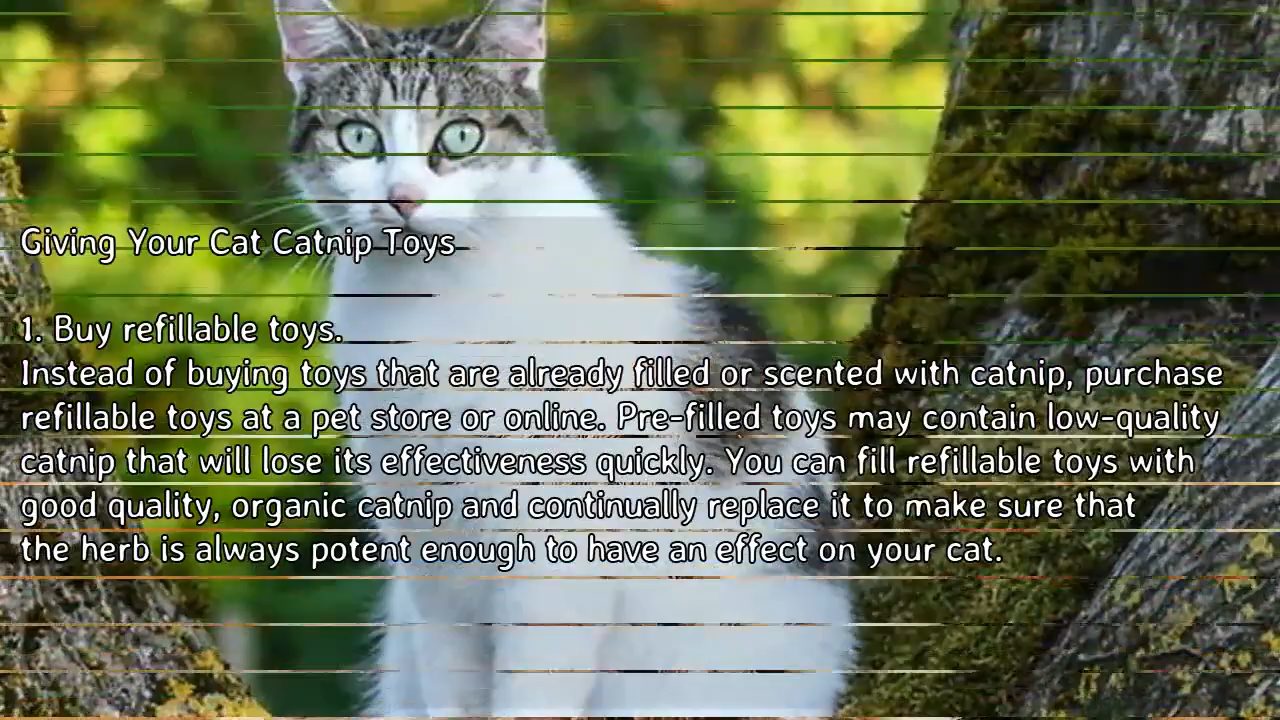 Giving Your Cat Catnip Toys
1. Buy refillable toys.
Instead of buying toys that are already filled or scented with catnip, purchase
refillable toys at a pet store or online. Pre-filled toys may contain low-quality
catnip that will lose its effectiveness quickly. You can fill refillable toys with
good quality, organic catnip and continually replace it to make sure that
the herb is always potent enough to have an effect on your cat.